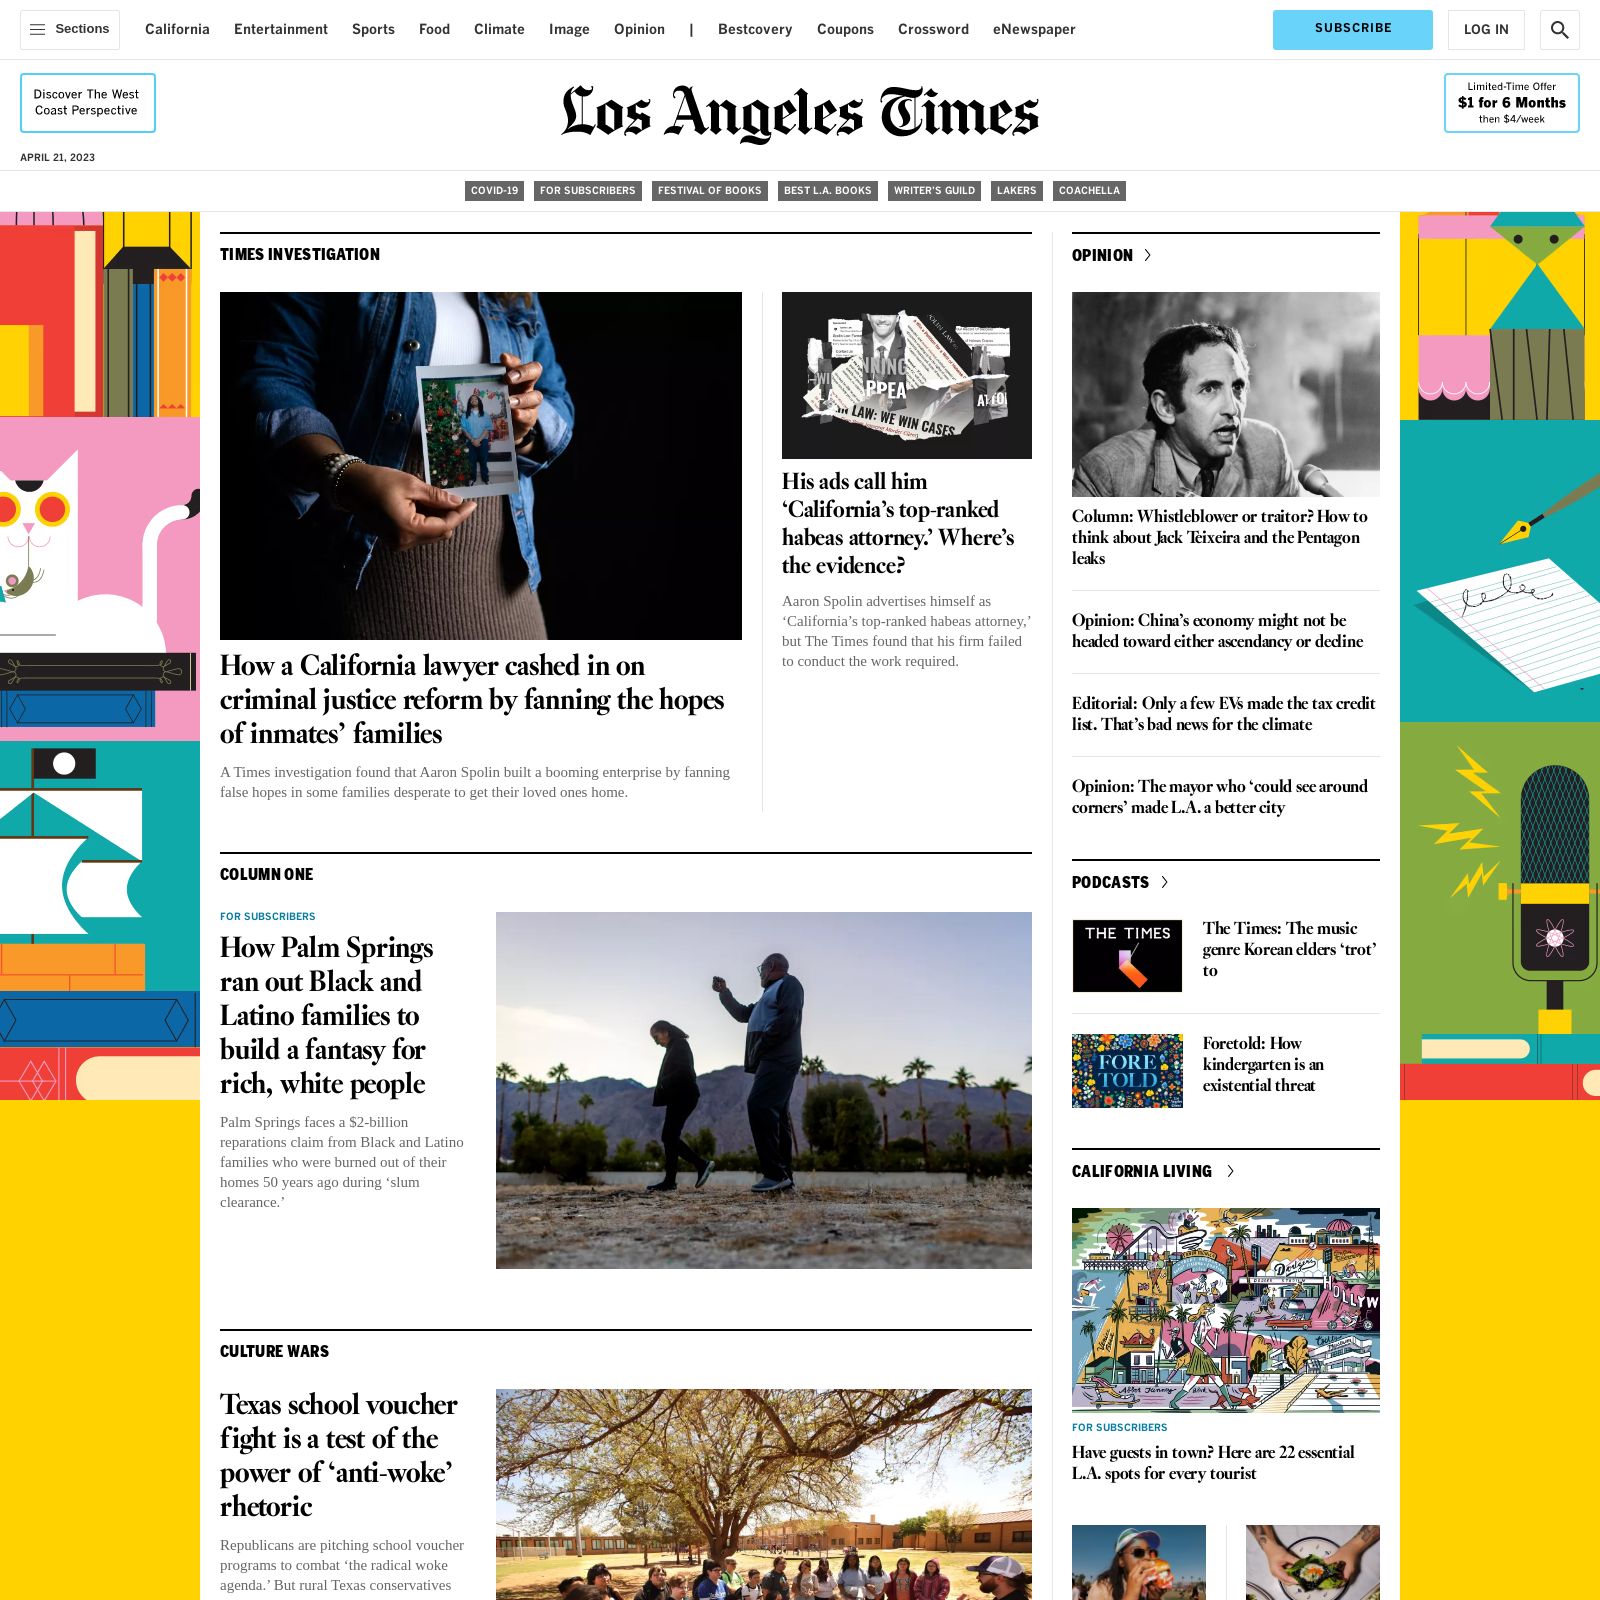 Sections California Entertainment Sports Food Climate Image Opinion | Bestcovery Coupons Crossword eNewspaper SUBSCRIBE LOG IN
Discover The West
Coast Perspective
Los Angeles Times
Limited-Time Offer
$1 for 6 Months
then $4/week
APRIL 21, 2023
COVID-19 FOR SUBSCRIBERS FESTIVAL OF BOOKS BEST L.A. BOOKS WRITER'S GUILD LAKERS COACHELLA
TIMES INVESTIGATION
How a California lawyer cashed in on
criminal justice reform by fanning the hopes
of inmates’ families
A Times investigation found that Aaron Spolin built a booming enterprise by fanning
false hopes in some families desperate to get their loved ones home.
LAW: WE WIN CASES
His ads call him
‘California’s top-ranked
habeas attorney.’ Where’s
the evidence?
Aaron Spolin advertises himself as
‘California’s top-ranked habeas attorney,’
but The Times found that his firm failed
to conduct the work required.
COLUMN ONE
FOR SUBSCRIBERS
How Palm Springs
ran out Black and
Latino families to
build a fantasy for
rich, white people
Palm Springs faces a $2-billion
reparations claim from Black and Latino
families who were burned out of their
homes 50 years ago during ‘slum
clearance.’
CULTURE WARS
Texas school voucher
fight is a test of the
power of ‘anti-woke’
rhetoric
Republicans are pitching school voucher
programs to combat ‘the radical woke
agenda.’ But rural Texas conservatives
OPINION
Column: Whistleblower or traitor? How to
think about Jack Teixeira and the Pentagon
leaks
Opinion: China’s economy might not be
headed toward either ascendancy or decline
Editorial: Only a few EVs made the tax credit
list. That’s bad news for the climate
Opinion: The mayor who ‘could see around
corners’ made L.A. a better city
PODCASTS
THE TIMES
The Times: The music
genre Korean elders ‘trot’
to
FORE
TOLD
Foretold: How
kindergarten is an
existential threat
CALIFORNIA LIVING
Dodgers
HOLLYW
FOR SUBSCRIBERS
Have guests in town? Here are 22 essential
L.A. spots for every tourist